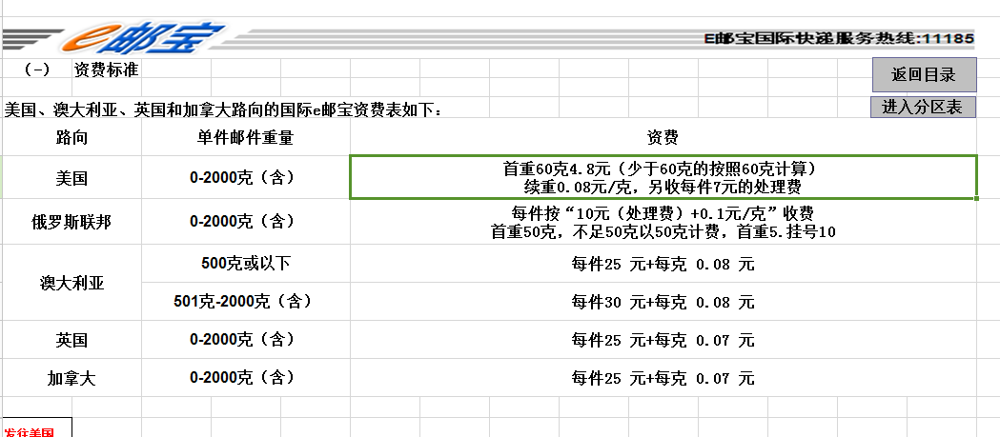 e邮宝
E邮宝国际快递服务热线:11185
（-） 资费标准
返回目录
美国、澳大利亚、英国和加拿大路向的国际e邮宝资费表如下：
进入分区表
路向 单件邮件重量 资费
美国 0-2000克（含） 首重60克4.8元（少于60克的按照60克计算）
续重0.08元/克，另收每件7元的处理费
俄罗斯联邦 0-2000克（含） 每件按“10元（处理费）+0.1元/克”收费
首重50克，不足50克以50克计费，首重5.挂号10
澳大利亚 500克或以下 每件25 元+每克 0.08 元
501克-2000克（含） 每件30 元+每克 0.08 元
英国 0-2000克（含） 每件25 元+每克 0.07 元
加拿大 0-2000克（含） 每件25 元+每克 0.07 元
发往美国